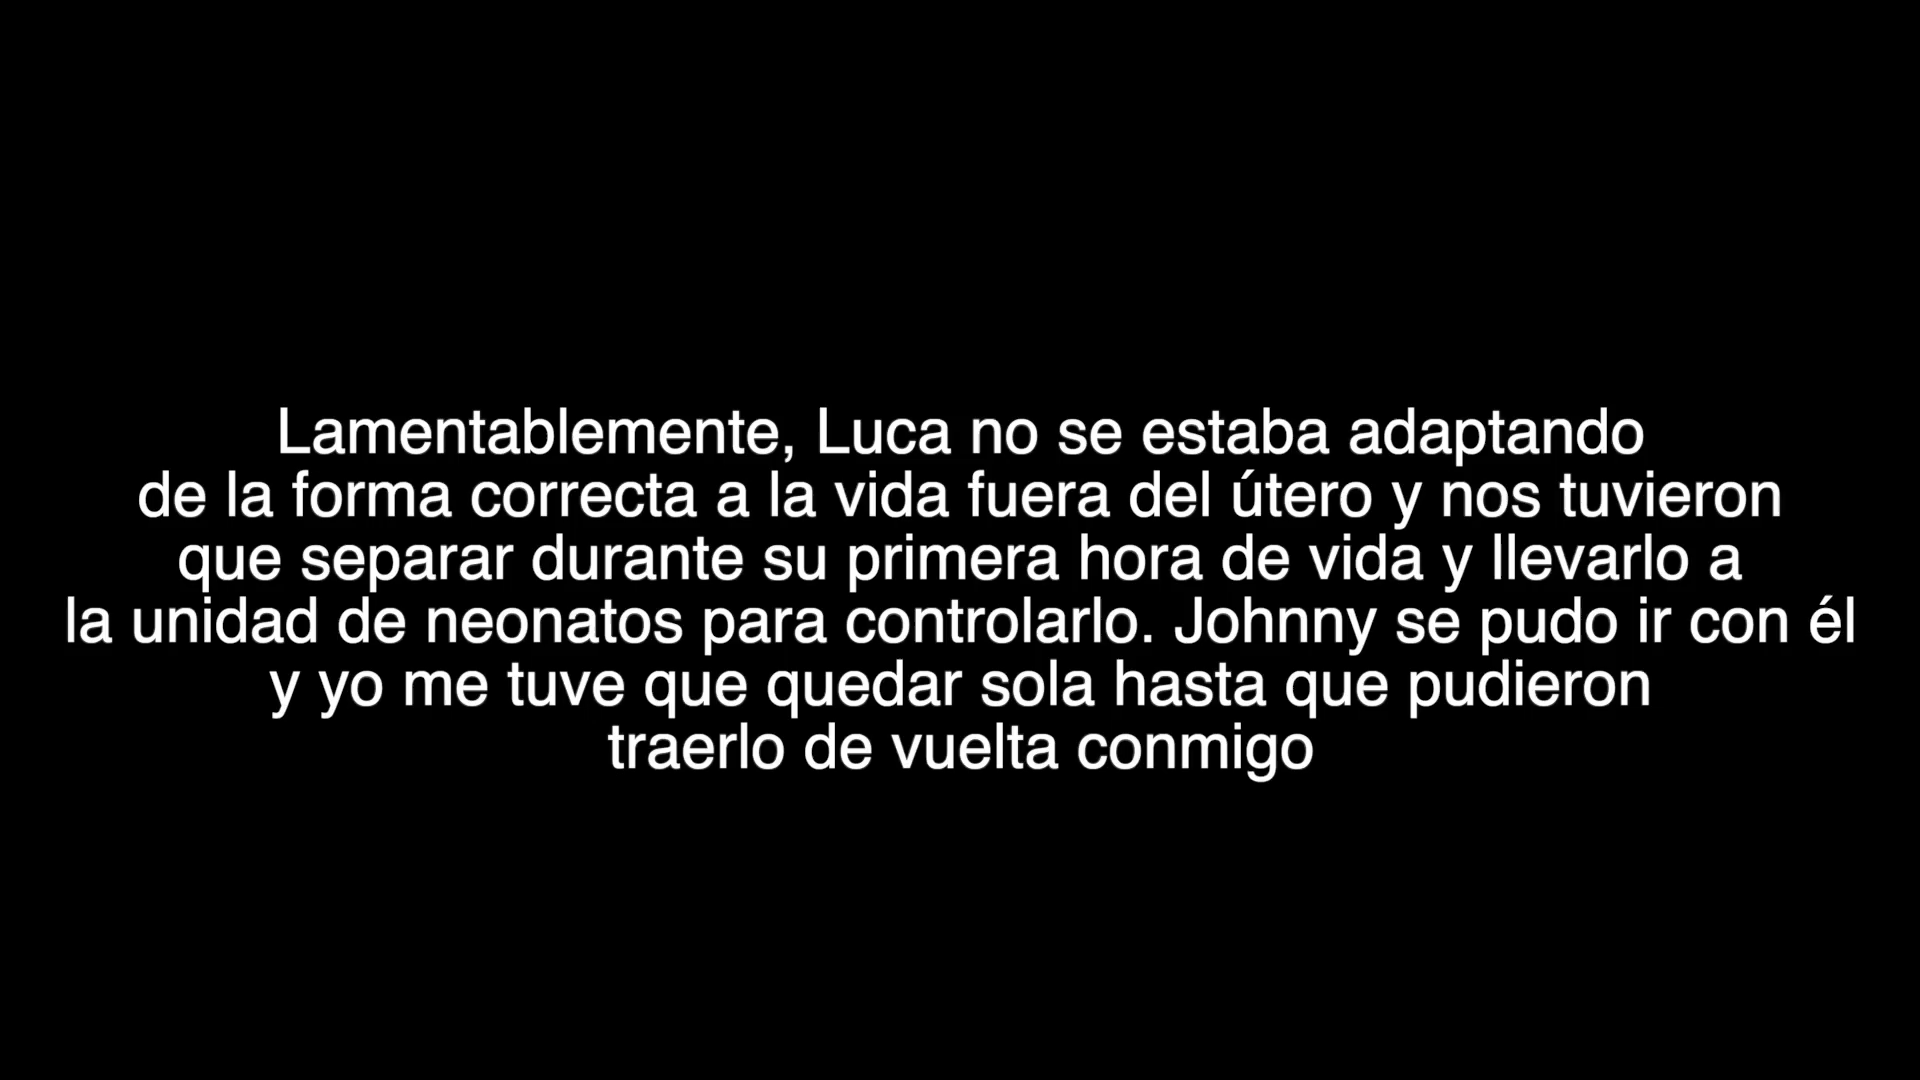 Lamentablemente, Luca no se estaba adaptando
de la forma correcta a la vida fuera del útero y nos tuvieron
que separar durante su primera hora de vida y llevarlo a
la unidad de neonatos para controlarlo. Johnny se pudo ir con él
y yo me tuve que quedar sola hasta que pudieron
traerlo de vuelta conmigo